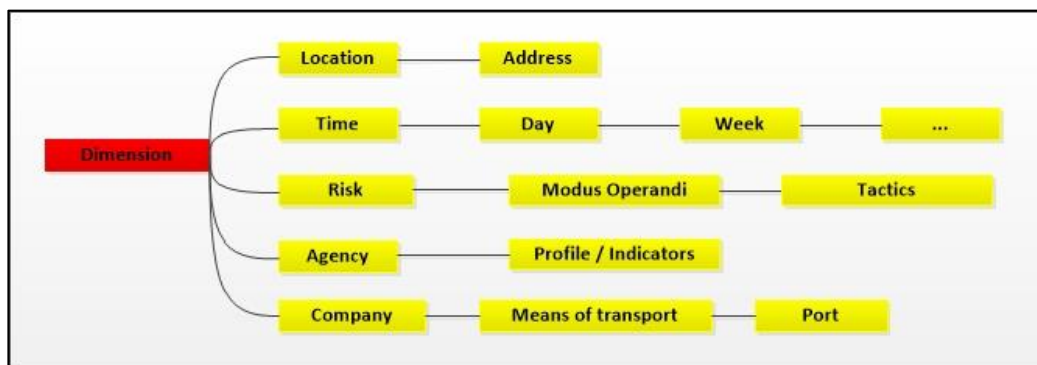 Location Address
Time Day Week ...
Dimension
Risk Modus Operandi Tactics
Agency Profile / Indicators
Company Means of transport Port